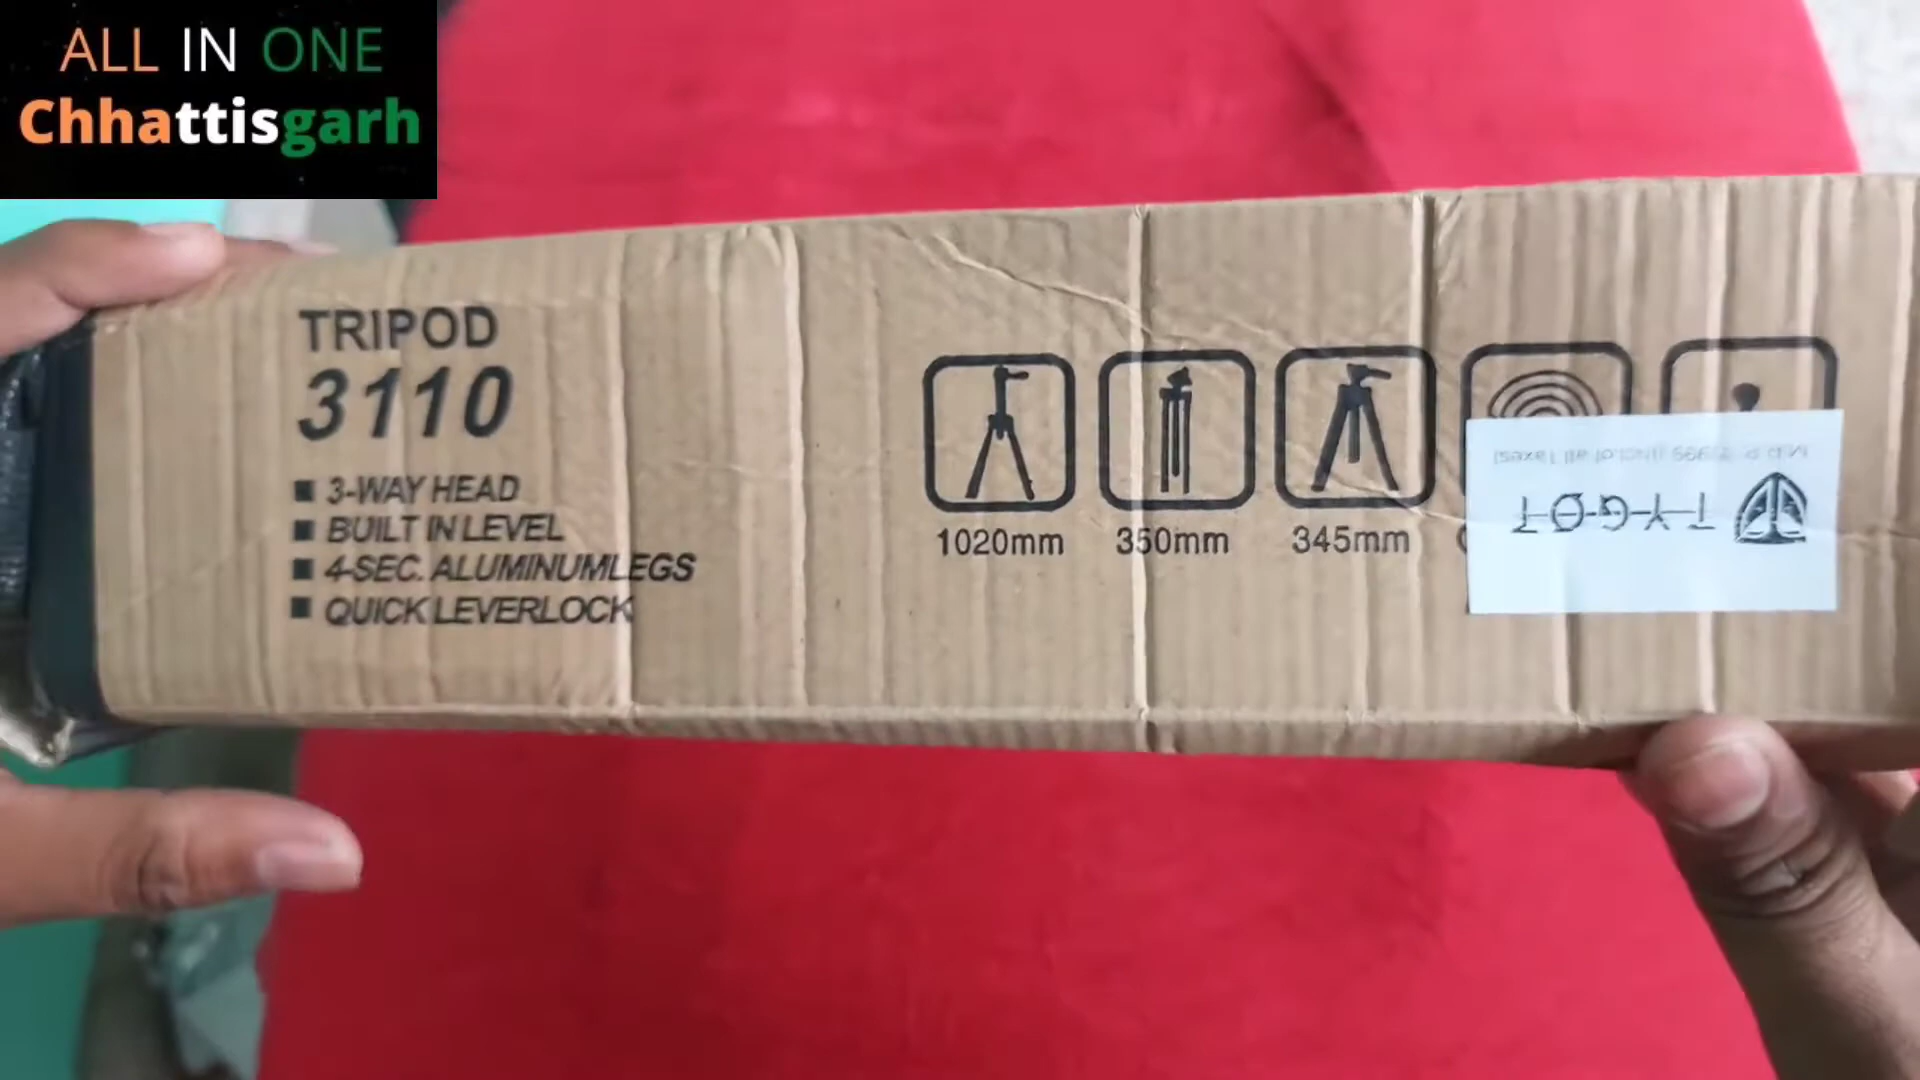 ALL IN ONE
Chhattisgarh
TRIPOD
3110
3-WAY HEAD
BUILT IN LEVEL
4-SEC. ALUMINUMLEGS
QUICK LEVERLOCK
1020mm
350mm
345mm
T-Y-G-O-T